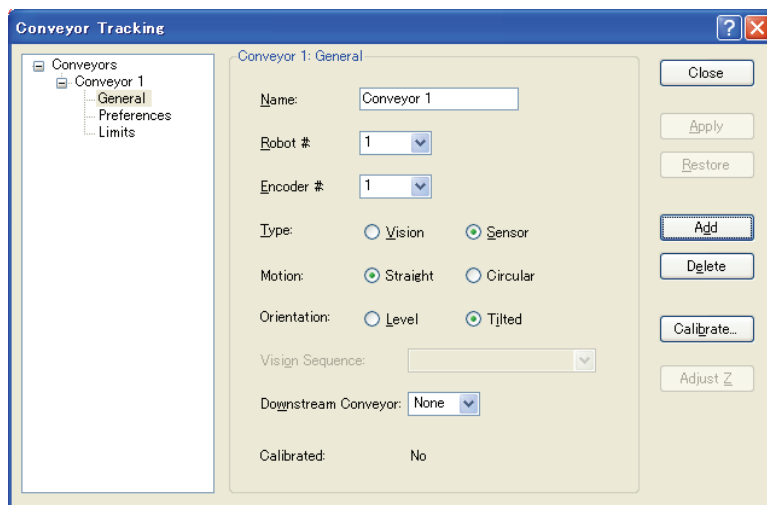 Conveyor Tracking
Conveyors
Conveyor 1
General
Preferences
Limits
Conveyor 1: General
Name: Conveyor 1
Robot # 1
Encoder # 1
Type: Vision Sensor
Motion: Straight Circular
Orientation: Level Tilted
Vision Sequence:
Downstream Conveyor: None
Calibrated: No
Close
Apply
Restore
Add
Delete
Calibrate...
Adjust Z